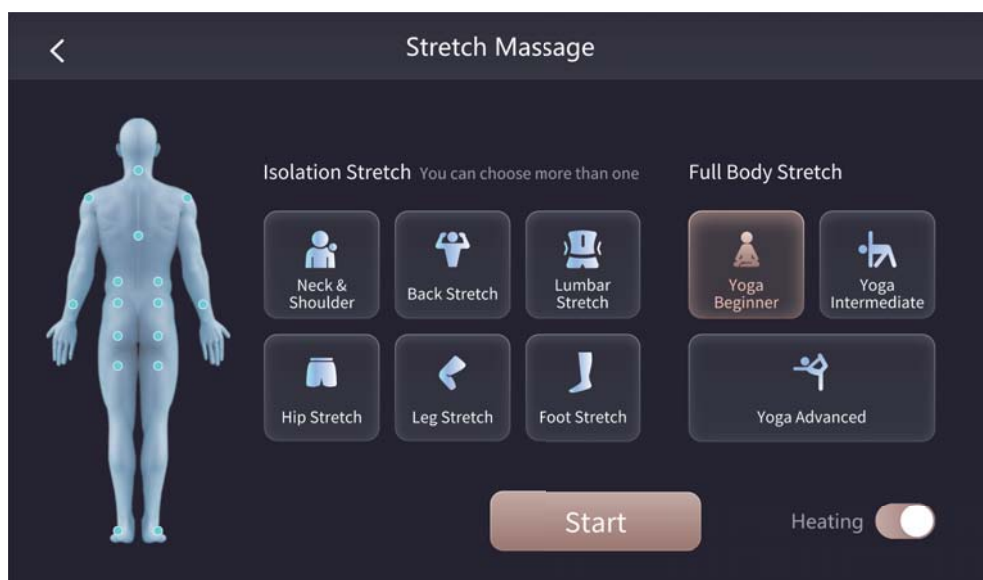 Stretch Massage
Isolation Stretch You can choose more than one
Full Body Stretch
Neck &
Shoulder
Back Stretch
Lumbar
Stretch
Yoga
Beginner
Yoga
Intermediate
Hip Stretch
Leg Stretch
Foot Stretch
Yoga Advanced
Start
Heating